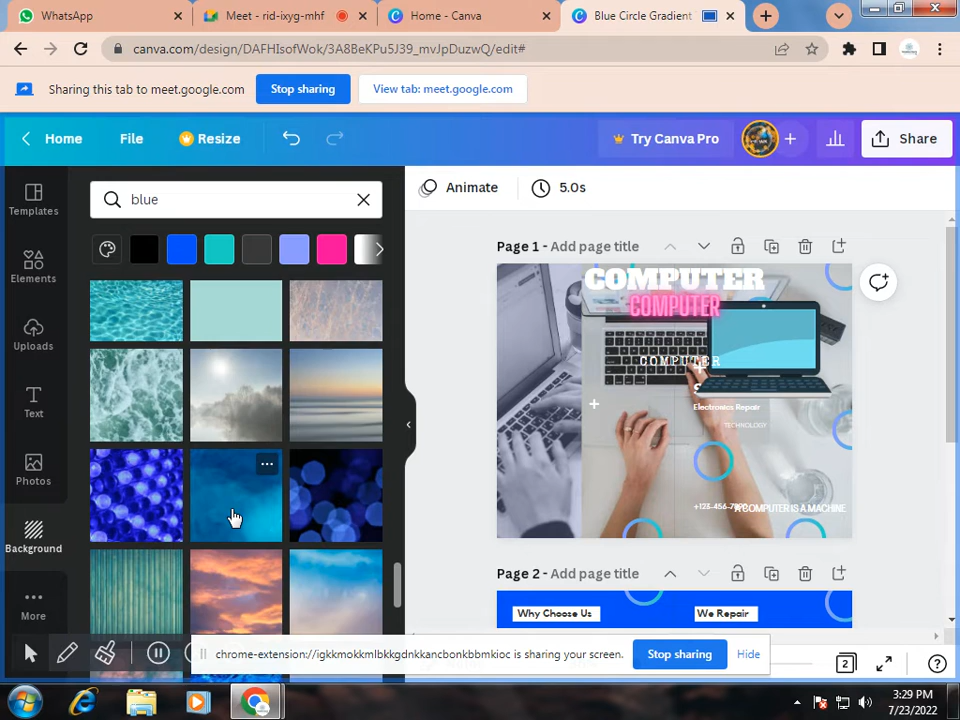 WhatsApp
Meet - rid-ixyg-mhf
Home - Canva
Blue Circle Gradient
canva.com/design/DAFHIsofWok/3A8BeKPu5J39_mvJpDuzwQ/edit#
Sharing this tab to meet.google.com
Stop sharing
View tab: meet.google.com
Home
File
Resize
Try Canva Pro
Share
Templates
Elements
Uploads
Text
Photos
Background
More
blue
Animate
5.0s
Page 1 - Add page title
COMPUTER
COMPUTER
COMPUTER
Electronics Repair
TECHNOLOGY
A COMPUTER IS A MACHINE
Page 2 - Add page title
Why Choose Us
We Repair
chrome-extension://igkkmokkmlbkkgdnkkancbonkbbmkioc is sharing your screen.
Stop sharing
Hide
2
3:29 PM
7/23/2022